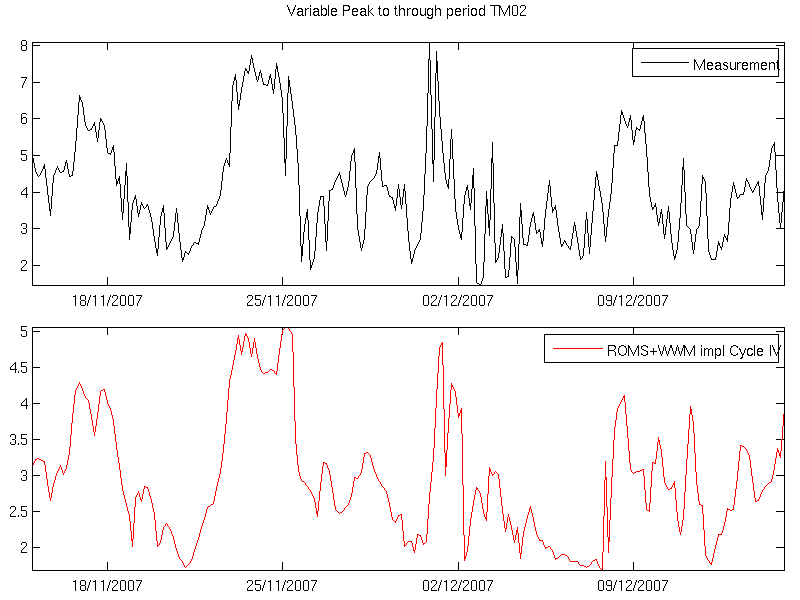 Variable Peak to through period TM02
8
7
6
5
4
3
2
Measurement
18/11/2007 25/11/2007 02/12/2007 09/12/2007
5
4.5
4
3.5
3
2.5
2
ROMS+WWM impl Cycle IV
18/11/2007 25/11/2007 02/12/2007 09/12/2007